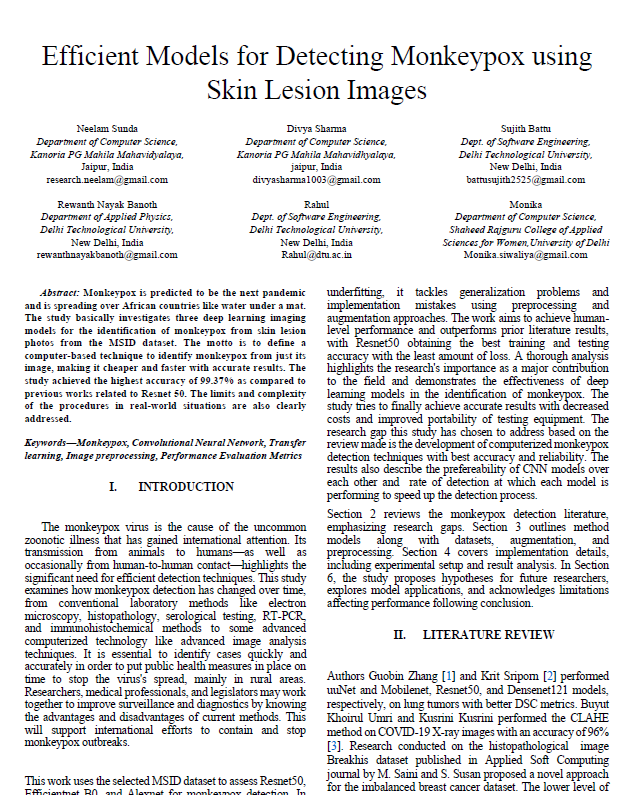 Efficient Models for Detecting Monkeypox using
Skin Lesion Images
Neelam Sunda
Department of Computer Science,
Kanoria PG Mahila Mahavidyalaya,
Jaipur, India
research.neelam@gmail.com
Divya Sharma
Department of Computer Science,
Kanoria PG Mahila Mahavidhyalaya,
jaipur, India
divyasharma1003@gmail.com
Sujith Battu
Dept. of Software Engineering,
Delhi Technological University,
New Delhi, India
battusujith2525@gmail.com
Rewanth Nayak Banoth
Department of Applied Physics,
Delhi Technological University,
New Delhi, India
rewanthnayakbanoth@gmail.com
Rahul
Dept. of Software Engineering,
Delhi Technological University,
New Delhi, India
Rahul@dtu.ac.in
Monika
Department of Computer Science,
Shaheed Rajguru College of Applied
Sciences for Women,University of Delhi
Monika.siwaliya@gmail.com
Abstract: Monkeypox is predicted to be the next pandemic
and is spreading over African countries like water under a mat.
The study basically investigates three deep learning imaging
models for the identification of monkeypox from skin lesion
photos from the MSID dataset. The motto is to define a
computer-based technique to identify monkeypox from just its
image, making it cheaper and faster with accurate results. The
study achieved the highest accuracy of 99.37% as compared to
previous works related to Resnet 50. The limits and complexity
of the procedures in real-world situations are also clearly
addressed.
Keywords—Monkeypox, Convolutional Neural Network, Transfer
learning, Image preprocessing, Performance Evaluation Metrics
I. INTRODUCTION
The monkeypox virus is the cause of the uncommon
zoonotic illness that has gained international attention. Its
transmission from animals to humans—as well as
occasionally from human-to-human contact—highlights the
significant need for efficient detection techniques. This study
examines how monkeypox detection has changed over time,
from conventional laboratory methods like electron
microscopy, histopathology, serological testing, RT-PCR,
and immunohistochemical methods to some advanced
computerized technology like advanced image analysis
techniques. It is essential to identify cases quickly and
accurately in order to put public health measures in place on
time to stop the virus's spread, mainly in rural areas.
Researchers, medical professionals, and legislators may work
together to improve surveillance and diagnostics by knowing
the advantages and disadvantages of current methods. This
will support international efforts to contain and stop
monkeypox outbreaks.
This work uses the selected MSID dataset to assess Resnet50,
Efficientnet B0, and Alexnet for monkeypox detection. In
underfitting, it tackles generalization problems and
implementation mistakes using preprocessing and
augmentation approaches. The work aims to achieve human-
level performance and outperforms prior literature results,
with Resnet50 obtaining the best training and testing
accuracy with the least amount of loss. A thorough analysis
highlights the research's importance as a major contribution
to the field and demonstrates the effectiveness of deep
learning models in the identification of monkeypox. The
study tries to finally achieve accurate results with decreased
costs and improved portability of testing equipment. The
research gap this study has chosen to address based on the
review made is the development of computerized monkeypox
detection techniques with best accuracy and reliability. The
results also describe the prefereability of CNN models over
each other and rate of detection at which each model is
performing to speed up the detection process.
Section 2 reviews the monkeypox detection literature,
emphasizing research gaps. Section 3 outlines method
models along with datasets, augmentation, and
preprocessing. Section 4 covers implementation details,
including experimental setup and result analysis. In Section
6, the study proposes hypotheses for future researchers,
explores model applications, and acknowledges limitations
affecting performance following conclusion.
II. LITERATURE REVIEW
Authors Guobin Zhang [1] and Krit Sriporn [2] performed
uuNet and Mobilenet, Resnet50, and Densenet121 models,
respectively, on lung tumors with better DSC metrics. Buyut
Khoirul Umri and Kusrini Kusrini performed the CLAHE
method on COVID-19 X-ray images with an accuracy of 96%
[3]. Research conducted on the histopathological image
Breakhis dataset published in Applied Soft Computing
journal by M. Saini and S. Susan proposed a novel approach
for the imbalanced breast cancer dataset. The lower level of